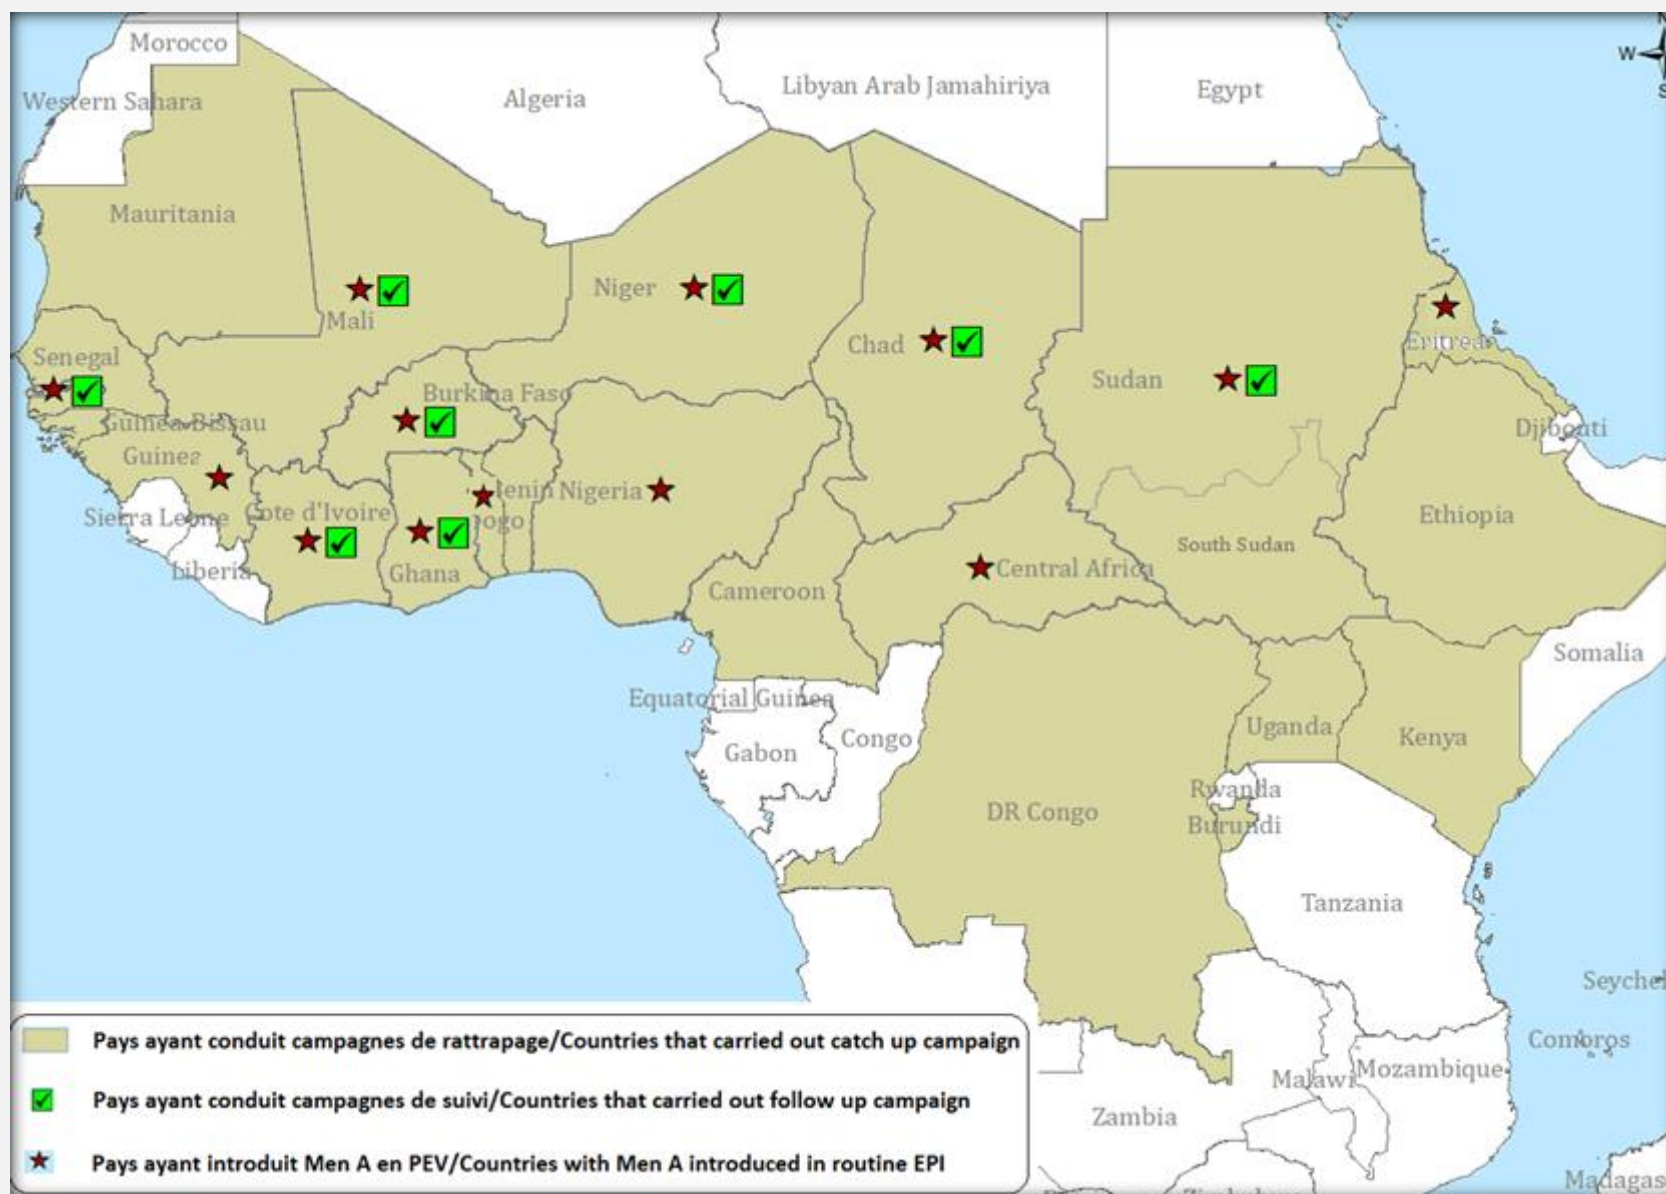 N
Morocco
W
S
Western Sahara
Algeria
Libyan Arab Jamahiriya
Egypt
Mauritania
Mali
Niger
Chad
Sudan
Eritrea
Senegal
Burkina Faso
Guinea-Bissau
Guinea
Djibouti
Sierra Leone
Cote d'Ivoire
enin
Nigeria
ogo
Ethiopia
South Sudan
Liberia
Ghana
Cameroon
Central Africa
Somalia
Equatorial Guinea
Gabon
Congo
Uganda
Kenya
DR Congo
Rwanda
Burundi
Tanzania
Seychel
Comoros
Malawi
Mozambique
Zambia
Madagas
Pays ayant conduit campagnes de rattrapage/Countries that carried out catch up campaign
Pays ayant conduit campagnes de suivi/Countries that carried out follow up campaign
Pays ayant introduit Men A en PEV/Countries with Men A introduced in routine EPI